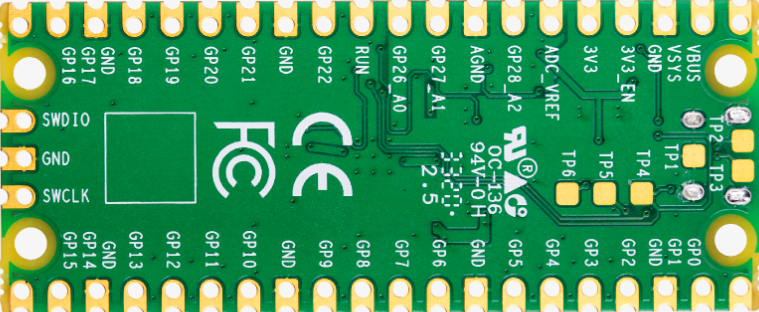 GP16
GP17
GND
GP18
GP19
GP20
GP21
GND
GP22
RUN
GP26_A0
GP27_A1
AGND
GP28_A2
ADC_VREF
3V3
3V3_EN
GND
VSYS
VBUS
SWDIO
GND
SWCLK
FC
CE
OC-136
94V-0H
2.5
TP6
TP5
TP4
TP1
TP2
TP3
GP15
GP14
GND
GP13
GP12
GP11
GP10
GND
GP9
GP8
GP7
GP6
GND
GP5
GP4
GP3
GP2
GND
GP1
GP0